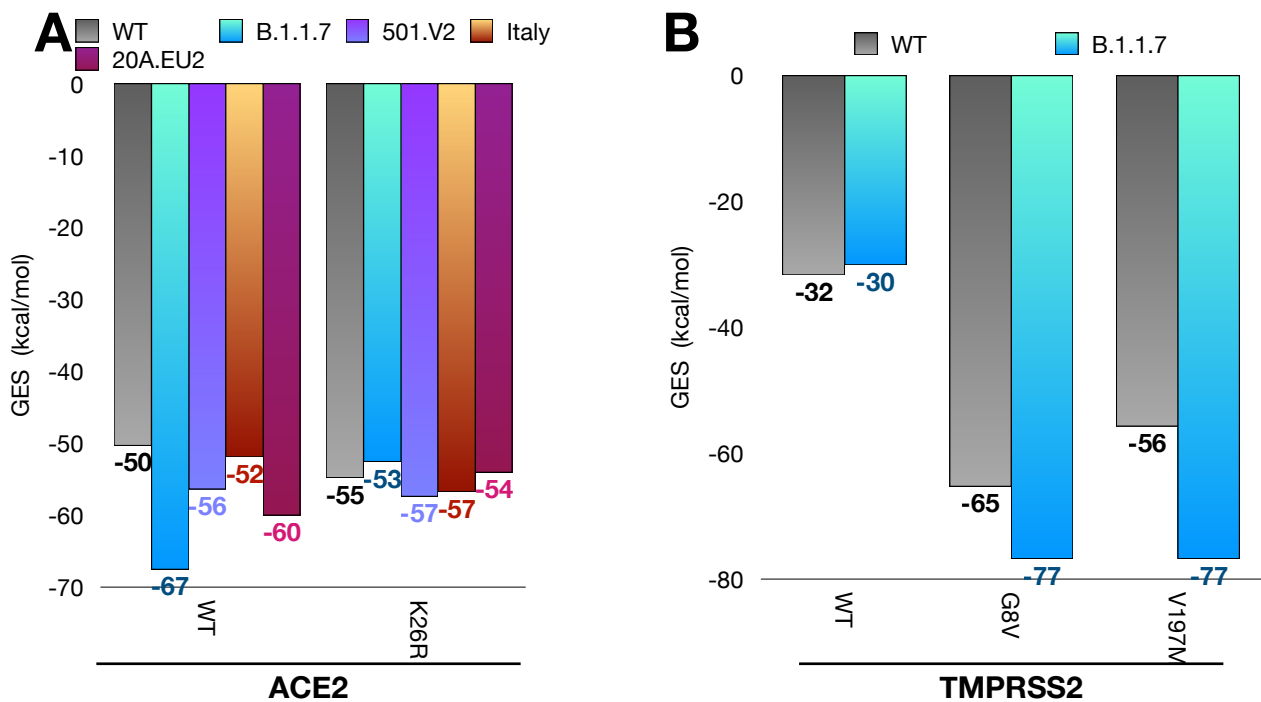 A
WT
B.1.1.7
501.V2
Italy
20A.EU2
0
-10
-20
-30
-40
-50
-60
-70
GES (kcal/mol)
-50
-67
-56
-52
-60
-55
-53
-57
-57
-54
WT
K26R
ACE2
B
WT
B.1.1.7
0
-20
-40
-60
-80
GES (kcal/mol)
-32
-30
-65
-77
-56
-77
WT
G8V
V197M
TMPRSS2